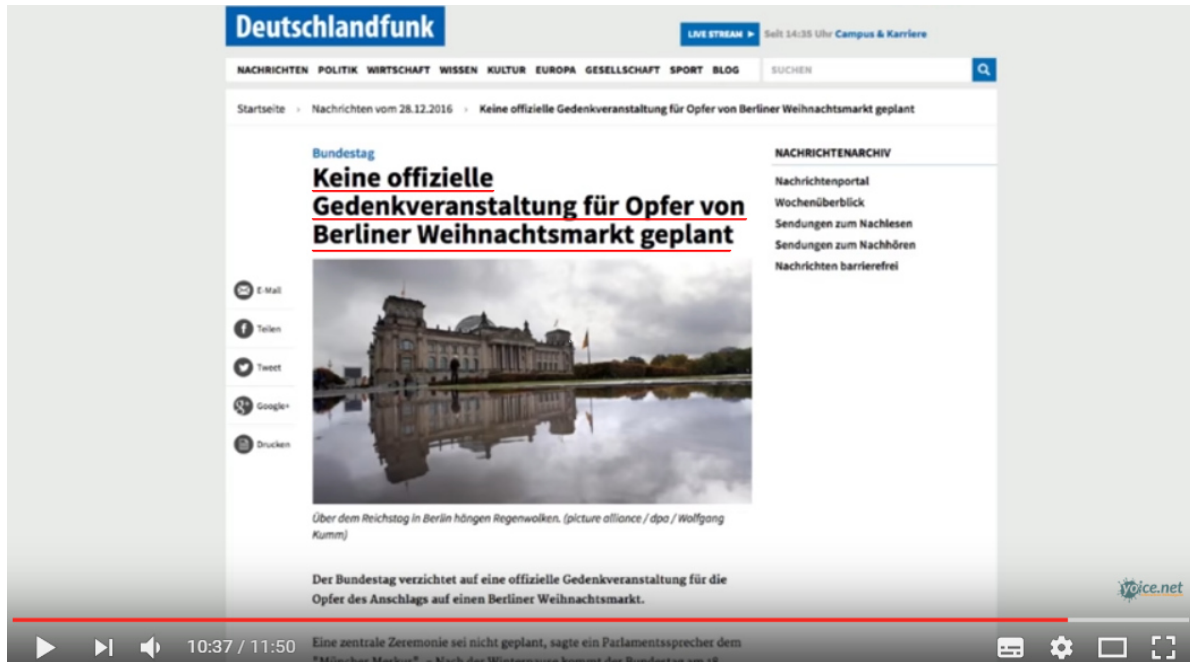 Deutschlandfunk
LIVE STREAM Seit 14:35 Uhr Campus & Karriere
NACHRICHTEN POLITIK WIRTSCHAFT WISSEN KULTUR EUROPA GESELLSCHAFT SPORT BLOG SUCHEN
Startseite › Nachrichten vom 28.12.2016 › Keine offizielle Gedenkveranstaltung für Opfer von Berliner Weihnachtsmarkt geplant
Bundestag
Keine offizielle
Gedenkveranstaltung für Opfer von
Berliner Weihnachtsmarkt geplant
NACHRICHTENARCHIV
Nachrichtenportal
Wochenüberblick
Sendungen zum Nachlesen
Sendungen zum Nachhören
Nachrichten barrierefrei
E-Mail
Teilen
Tweet
Google+
Drucken
Über dem Reichstag in Berlin hängen Regenwolken. (picture alliance / dpa / Wolfgang
Kumm)
Der Bundestag verzichtet auf eine offizielle Gedenkveranstaltung für die
Opfer des Anschlags auf einen Berliner Weihnachtsmarkt.
yoice.net
Eine zentrale Zeremonie sei nicht geplant, sagte ein Parlamentssprecher dem
10:37 / 11:50